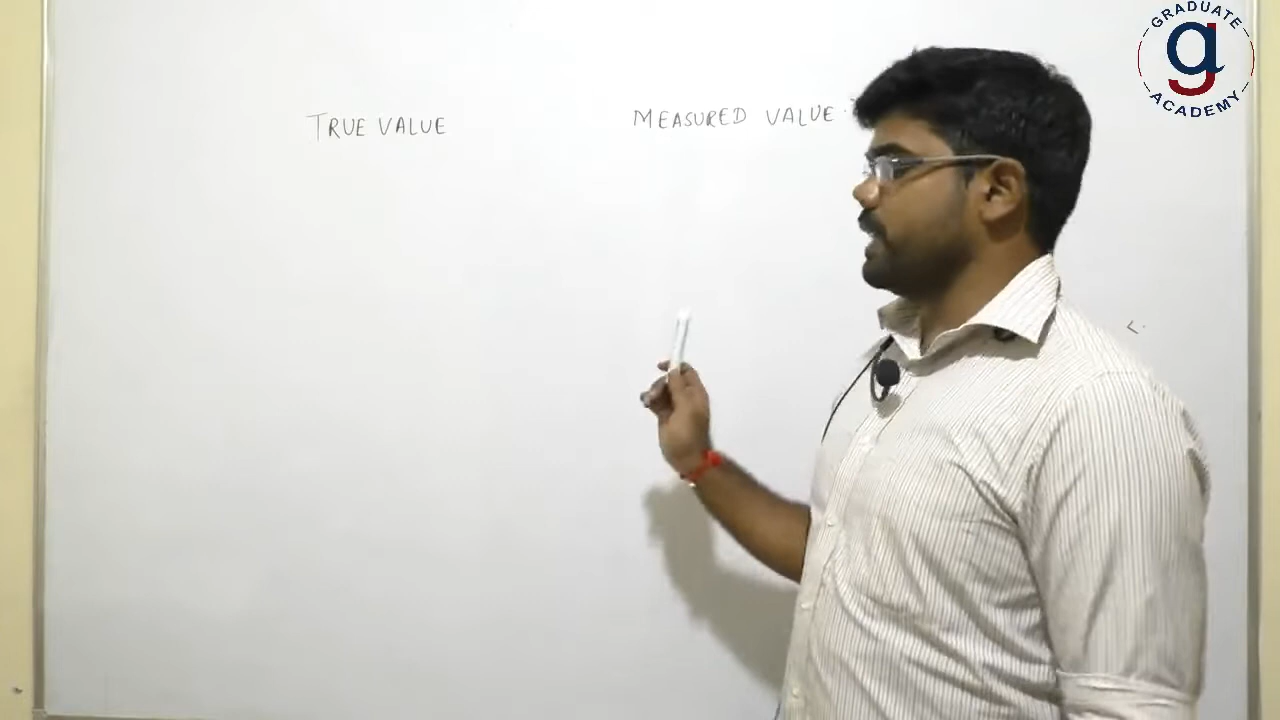 GRADUATE
g
ACADEMY
TRUE VALUE
MEASURED VALUE